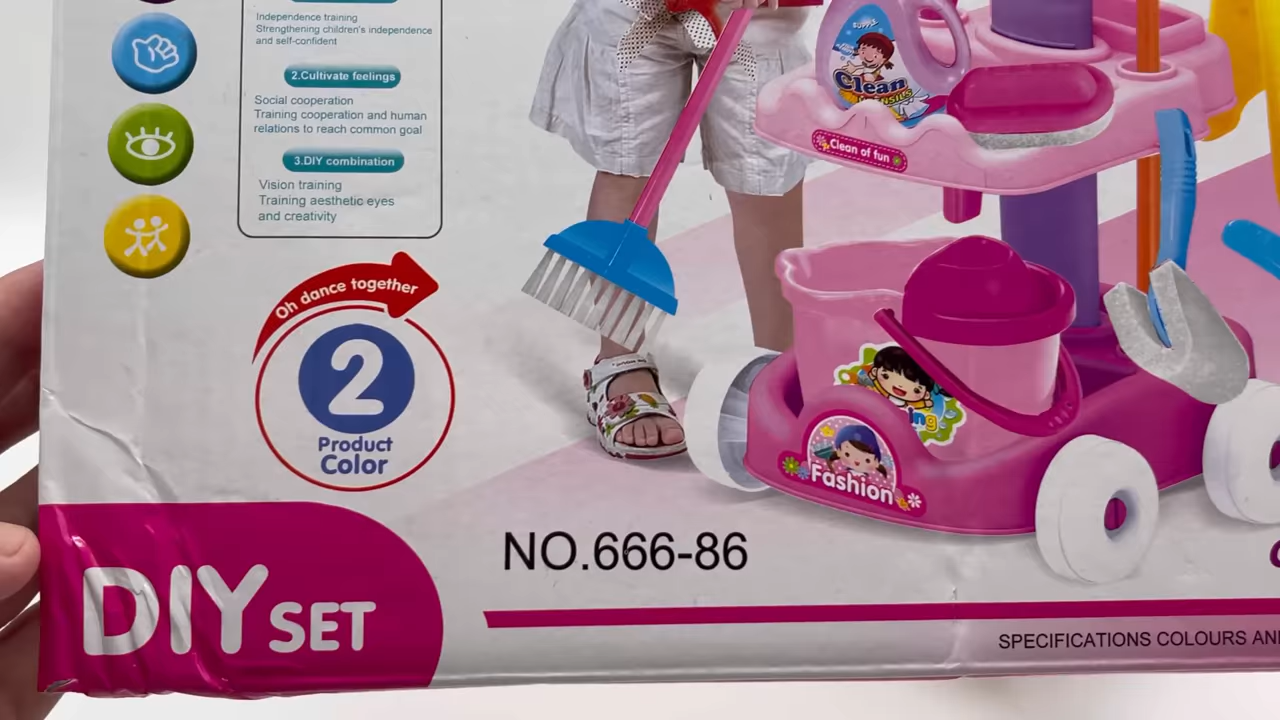 Independence training
Strengthening children's independence
and self-confident
2.Cultivate feelings
Social cooperation
Training cooperation and human
relations to reach common goal
3.DIY combination
Vision training
Training aesthetic eyes
and creativity
Oh dance together
2
Product
Color
SUPPLE
Clean
Clean of fun
Fashion
NO.666-86
DIY SET
SPECIFICATIONS COLOURS